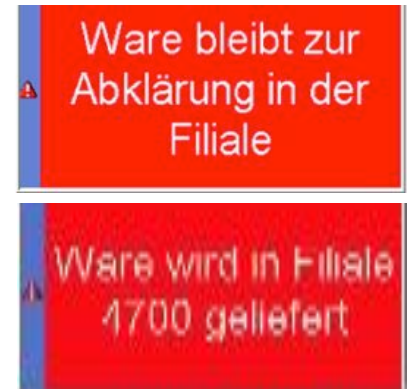 Ware bleibt zur
Abklärung in der
Filiale
Ware wird in Filiale
4700 geliefert